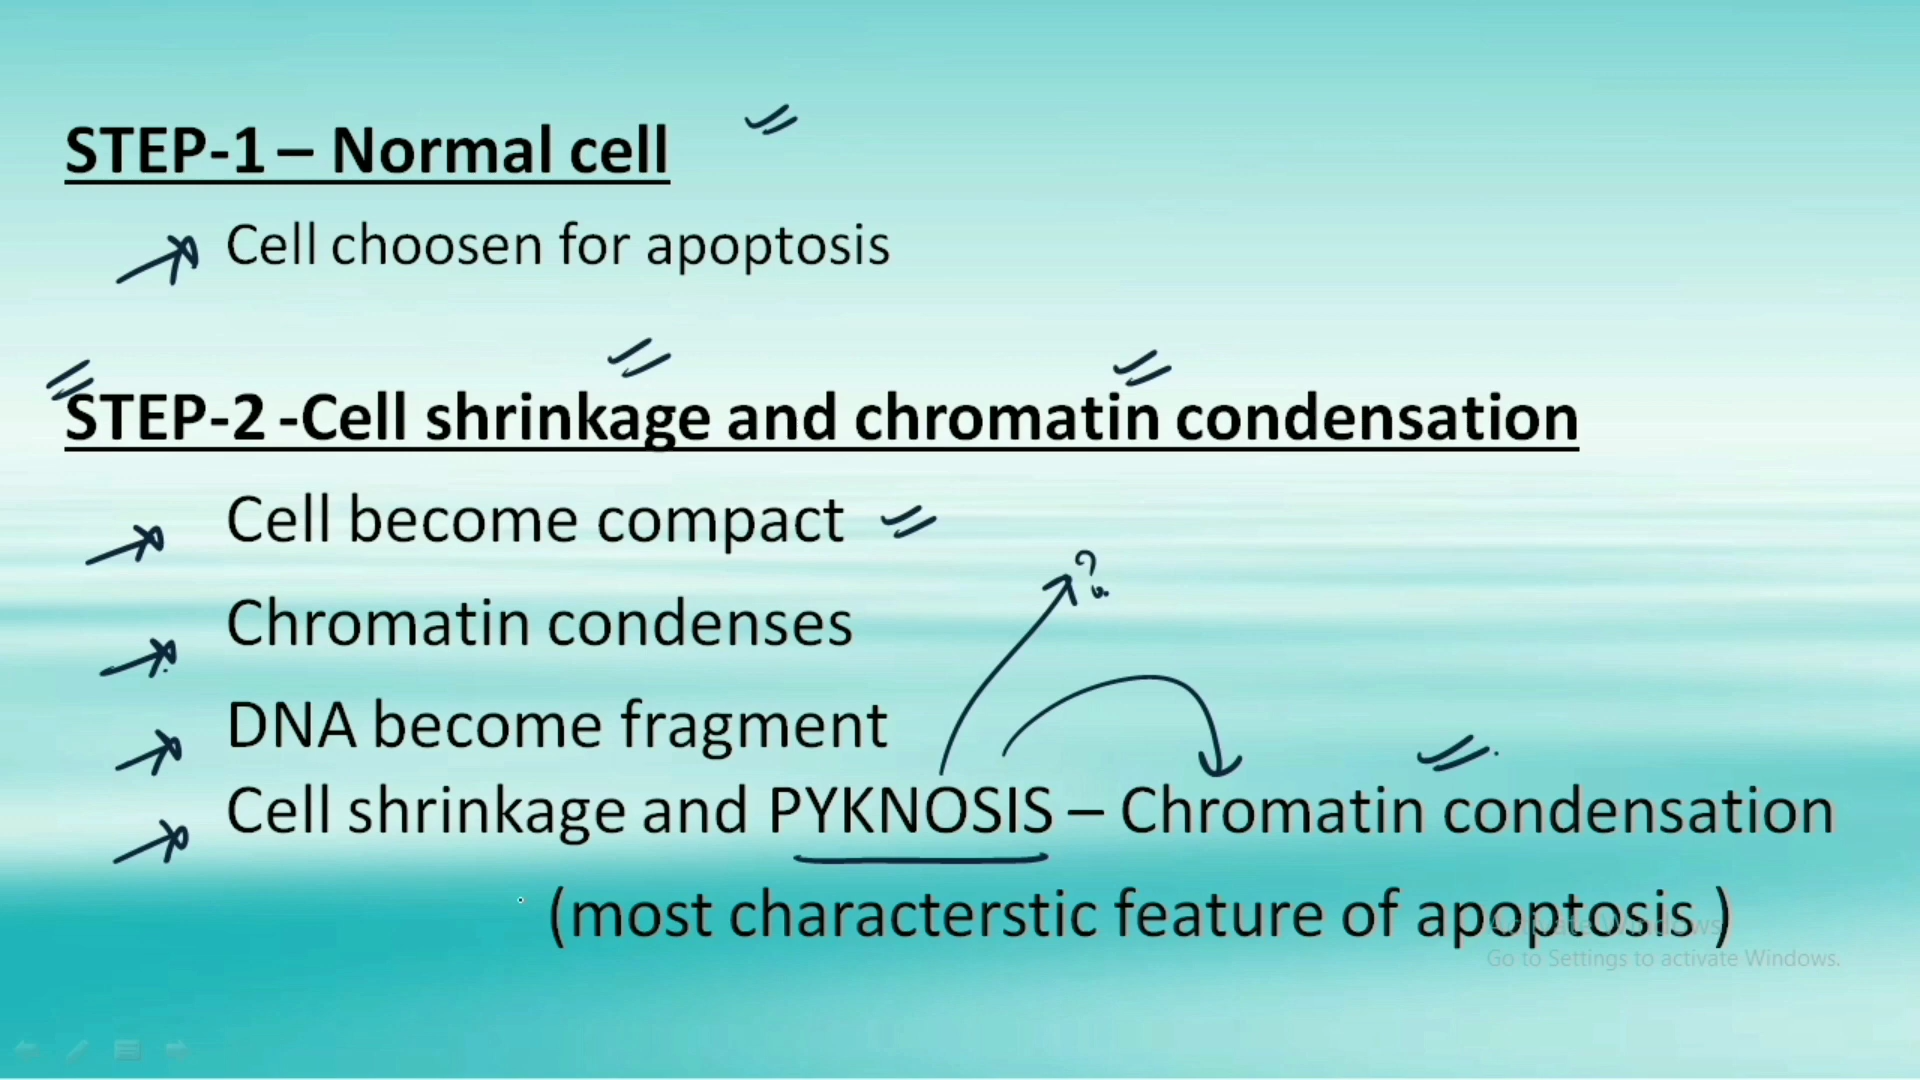 STEP-1 – Normal cell
Cell choosen for apoptosis
STEP-2 -Cell shrinkage and chromatin condensation
Cell become compact
?
Chromatin condenses
DNA become fragment
Cell shrinkage and PYKNOSIS – Chromatin condensation
(most characterstic feature of apoptosis )
Activate Windows
Go to Settings to activate Windows.